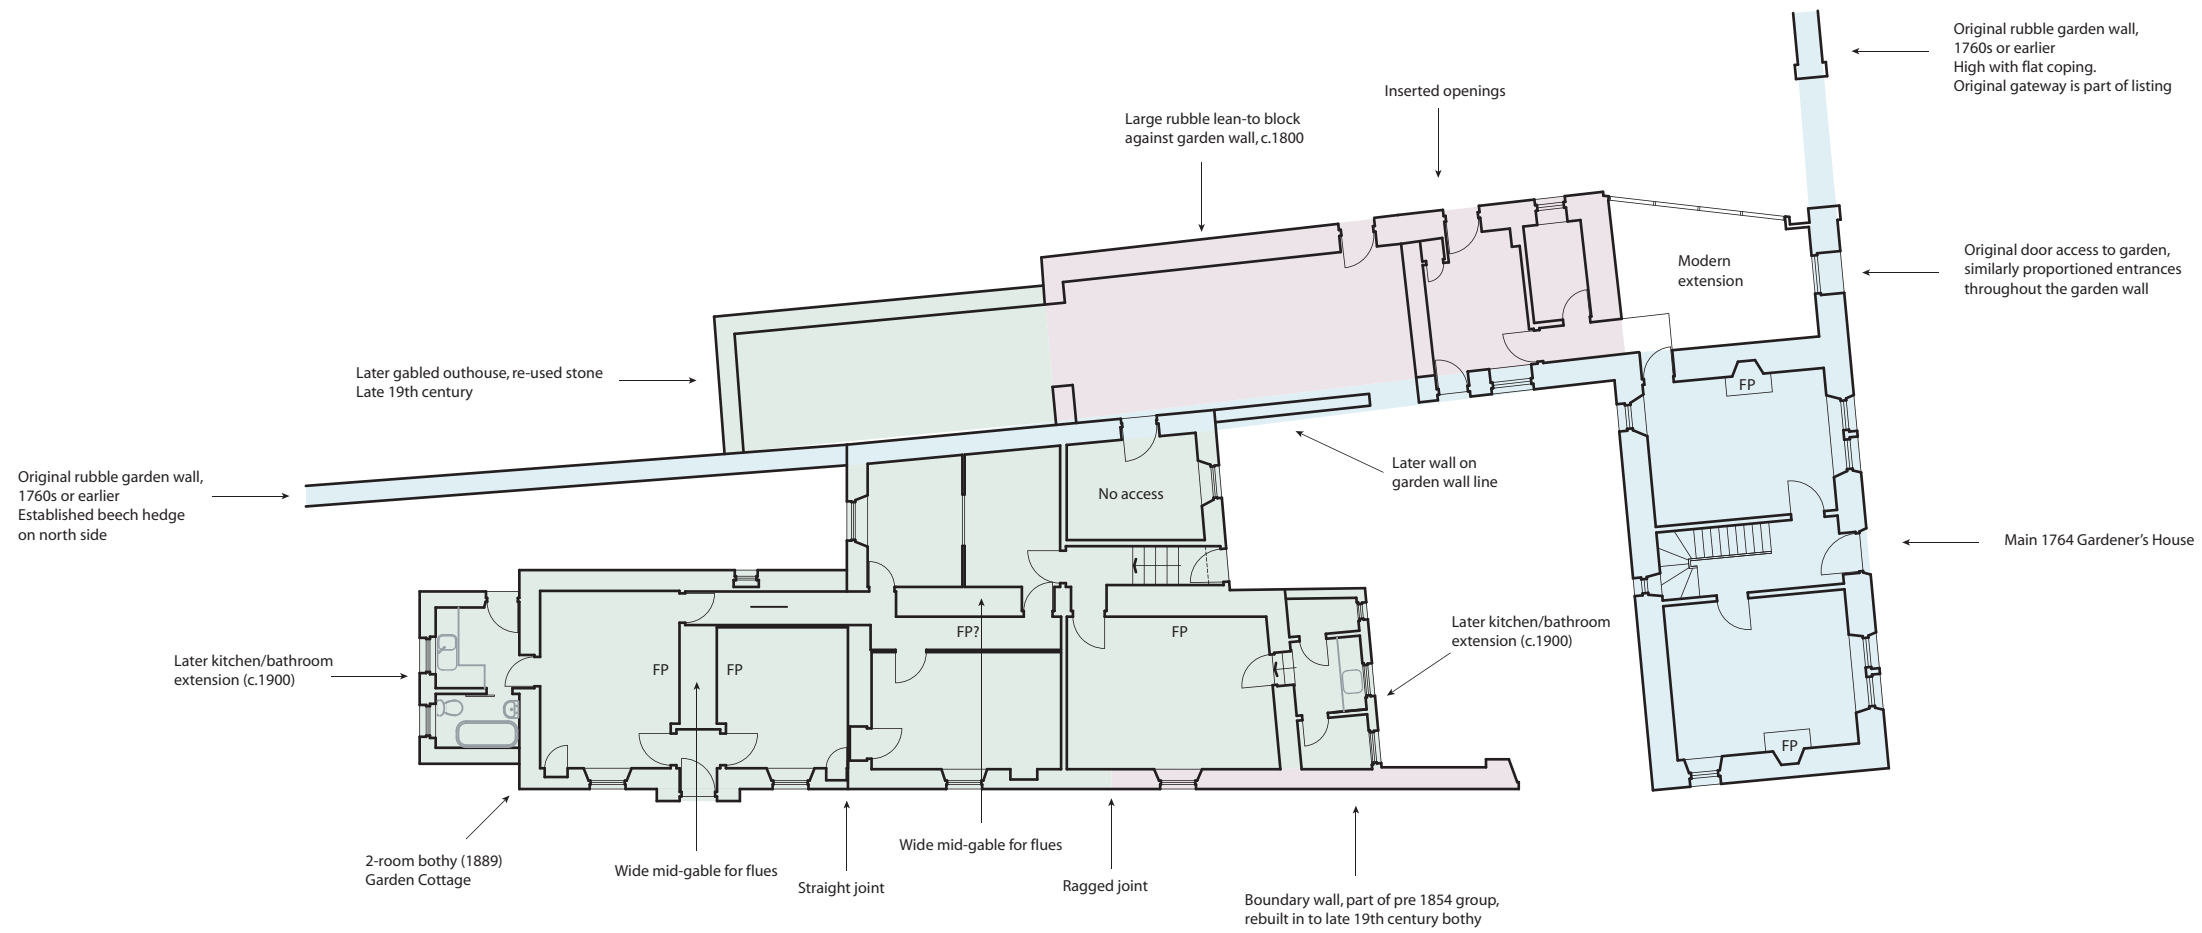 Original rubble garden wall,
1760s or earlier
High with flat coping.
Original gateway is part of listing
Inserted openings
Large rubble lean-to block
against garden wall, c.1800
Original door access to garden,
similarly proportioned entrances
throughout the garden wall
Modern
extension
Later gabled outhouse, re-used stone
Late 19th century
FP
Later wall on
garden wall line
Original rubble garden wall,
1760s or earlier
Established beech hedge
on north side
No access
Main 1764 Gardener's House
Later kitchen/bathroom
extension (c.1900)
FP?
FP
Later kitchen/bathroom
extension (c.1900)
FP
FP
FP
2-room bothy (1889)
Garden Cottage
Wide mid-gable for flues
Wide mid-gable for flues
Straight joint
Ragged joint
Boundary wall, part of pre 1854 group,
rebuilt in to late 19th century bothy